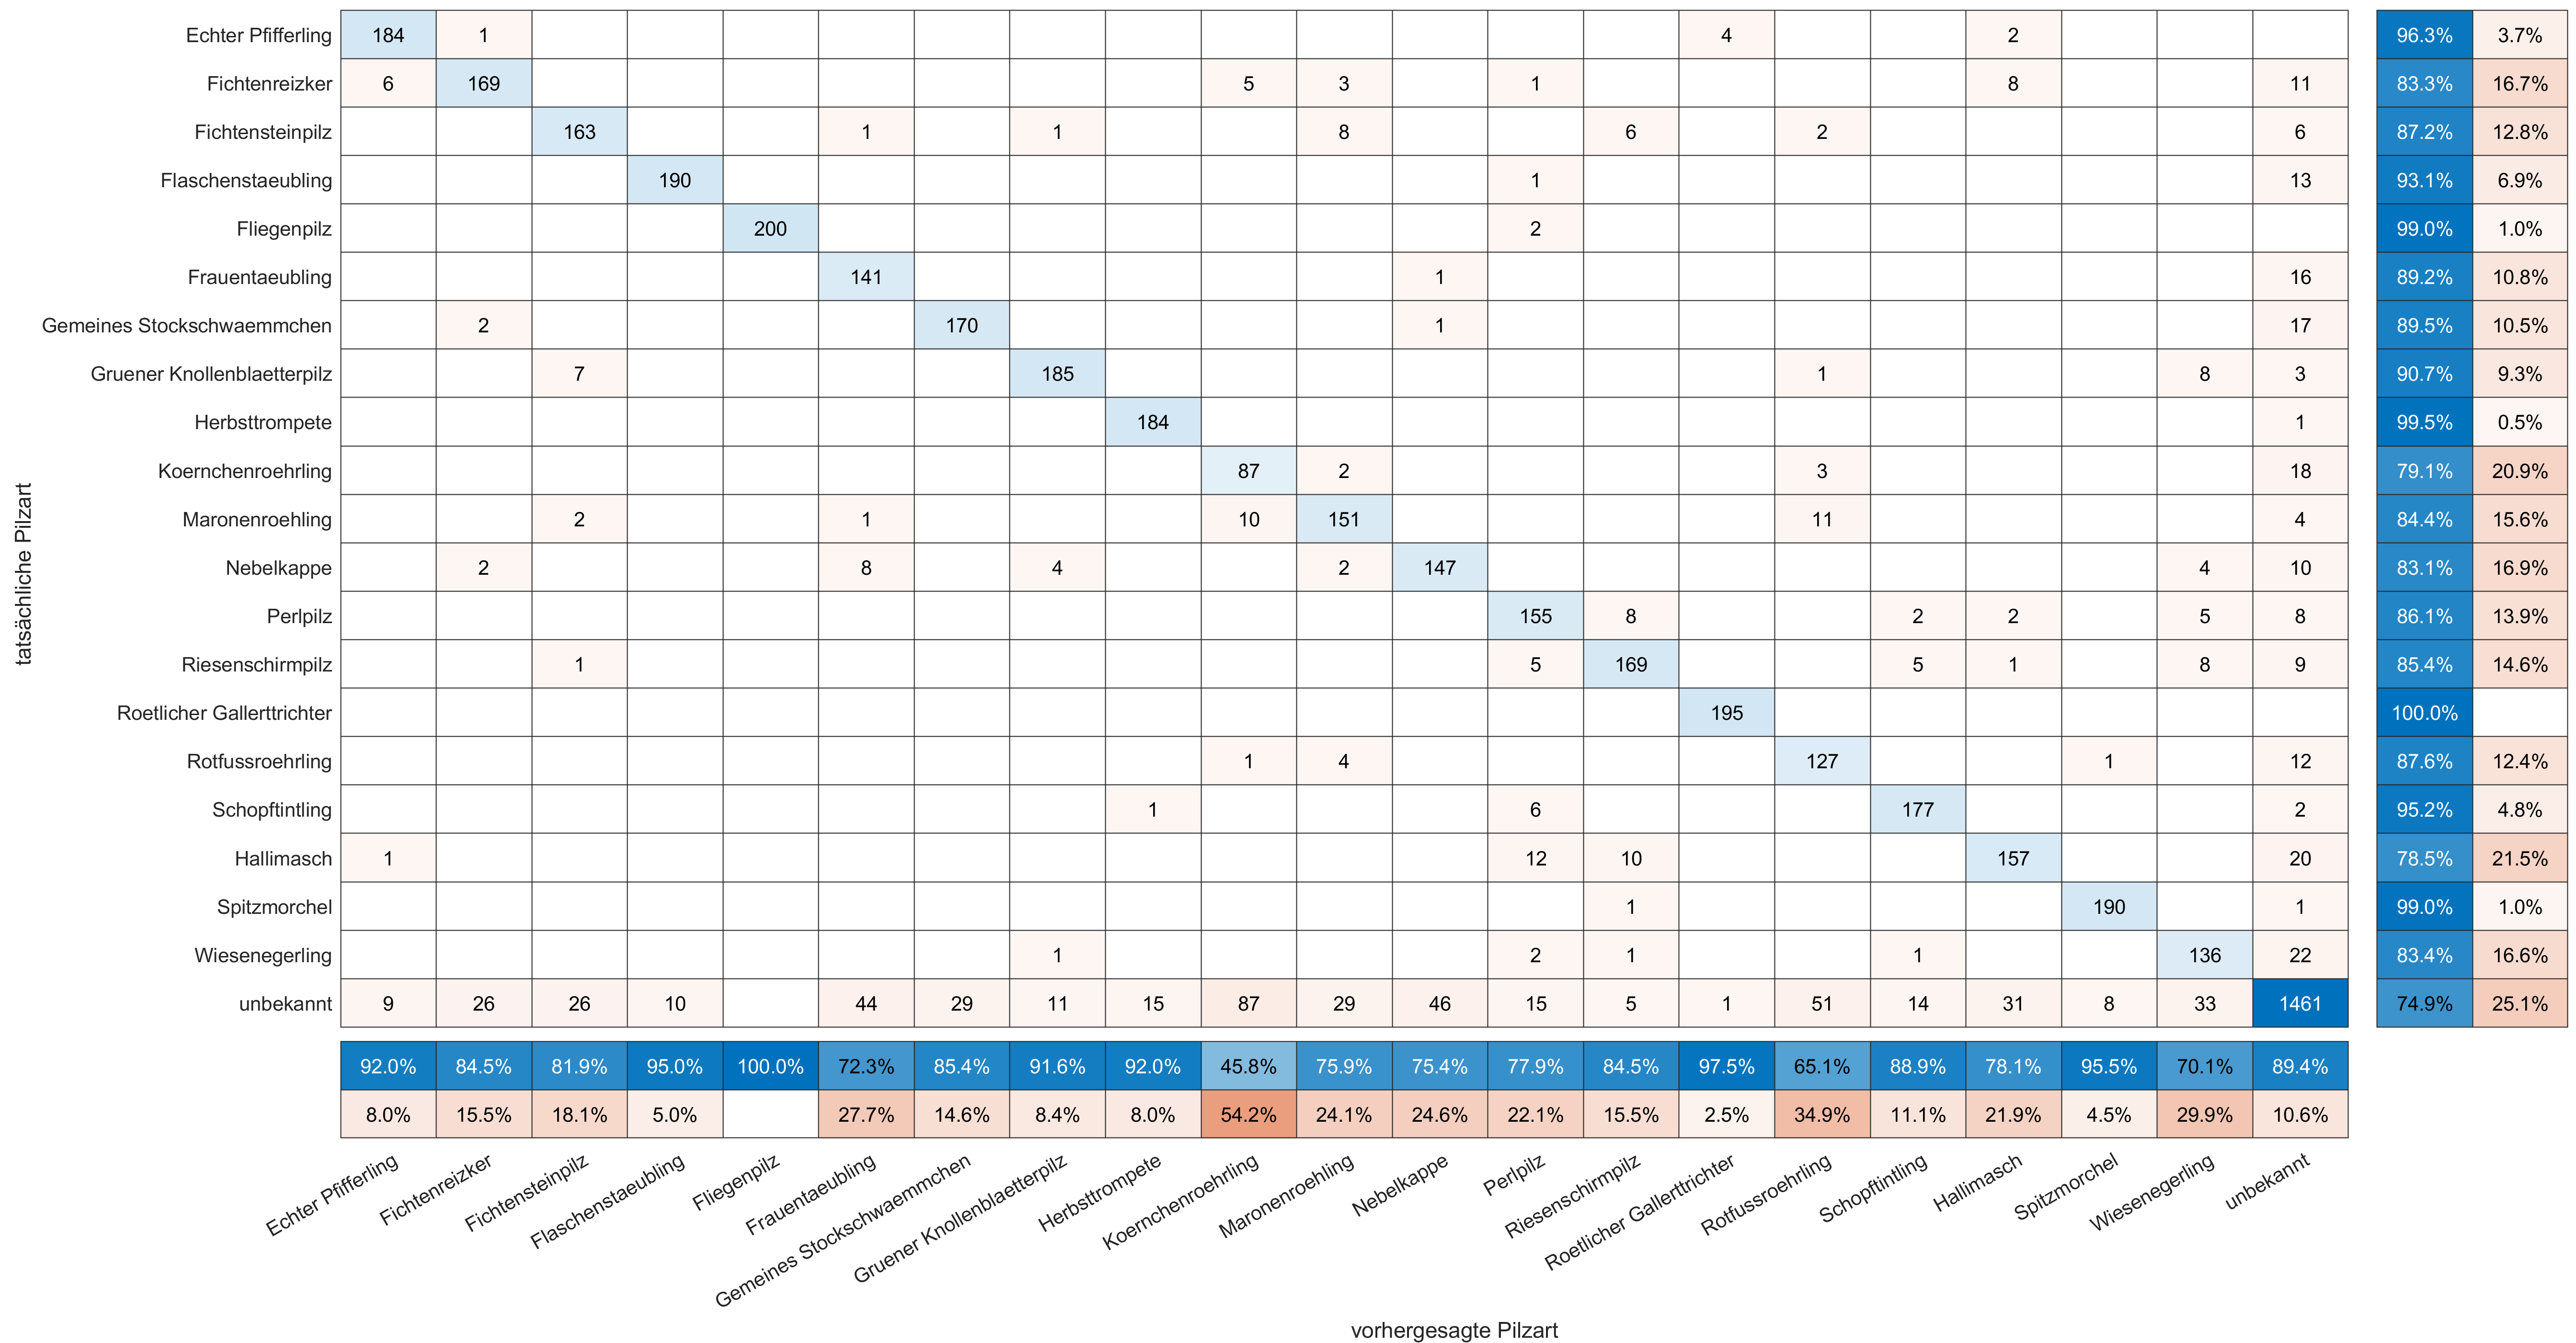 Echter Pfifferling 184 1 4 2 96.3% 3.7%
Fichtenreizker 6 169 5 3 1 8 11 83.3% 16.7%
Fichtensteinpilz 163 1 1 8 6 2 6 87.2% 12.8%
Flaschenstaeubling 190 1 13 93.1% 6.9%
Fliegenpilz 200 2 99.0% 1.0%
Frauentaeubling 141 1 16 89.2% 10.8%
Gemeines Stockschwaemmchen 2 170 1 17 89.5% 10.5%
Gruener Knollenblaetterpilz 7 185 1 8 3 90.7% 9.3%
Herbsttrompete 184 1 99.5% 0.5%
Koernchenroehrling 87 2 3 18 79.1% 20.9%
Maronenroehling 2 1 10 151 11 4 84.4% 15.6%
Nebelkappe 2 8 4 2 147 4 10 83.1% 16.9%
Perlpilz 155 8 2 2 5 8 86.1% 13.9%
Riesenschirmpilz 1 5 169 5 1 8 9 85.4% 14.6%
Roetlicher Gallerttrichter 195 100.0%
Rotfussroehrling 1 4 127 1 12 87.6% 12.4%
Schopftintling 1 6 177 2 95.2% 4.8%
Hallimasch 1 12 10 157 20 78.5% 21.5%
Spitzmorchel 1 190 1 99.0% 1.0%
Wiesenegerling 1 2 1 1 136 22 83.4% 16.6%
unbekannt 9 26 26 10 44 29 11 15 87 29 46 15 5 1 51 14 31 8 33 1461 74.9% 25.1%
tatsächliche Pilzart
92.0% 84.5% 81.9% 95.0% 100.0% 72.3% 85.4% 91.6% 92.0% 45.8% 75.9% 75.4% 77.9% 84.5% 97.5% 65.1% 88.9% 78.1% 95.5% 70.1% 89.4%
8.0% 15.5% 18.1% 5.0% 27.7% 14.6% 8.4% 8.0% 54.2% 24.1% 24.6% 22.1% 15.5% 2.5% 34.9% 11.1% 21.9% 4.5% 29.9% 10.6%
Echter Pfifferling
Fichtenreizker
Fichtensteinpilz
Flaschenstaeubling
Fliegenpilz
Frauentaeubling
Gemeines Stockschwaemmchen
Gruener Knollenblaetterpilz
Herbsttrompete
Koernchenroehrling
Maronenroehling
Nebelkappe
Perlpilz
Riesenschirmpilz
Roetlicher Gallerttrichter
Rotfussroehrling
Schopftintling
Hallimasch
Spitzmorchel
Wiesenegerling
unbekannt
vorhergesagte Pilzart